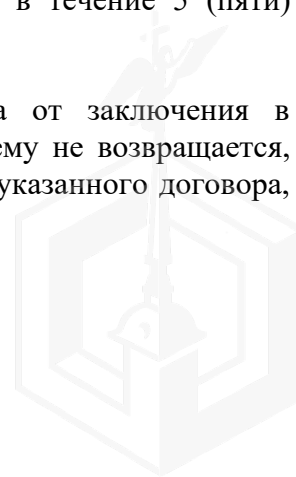 в течение 5 (пяти)
а от заключения в
ему не возвращается,
указанного договора,